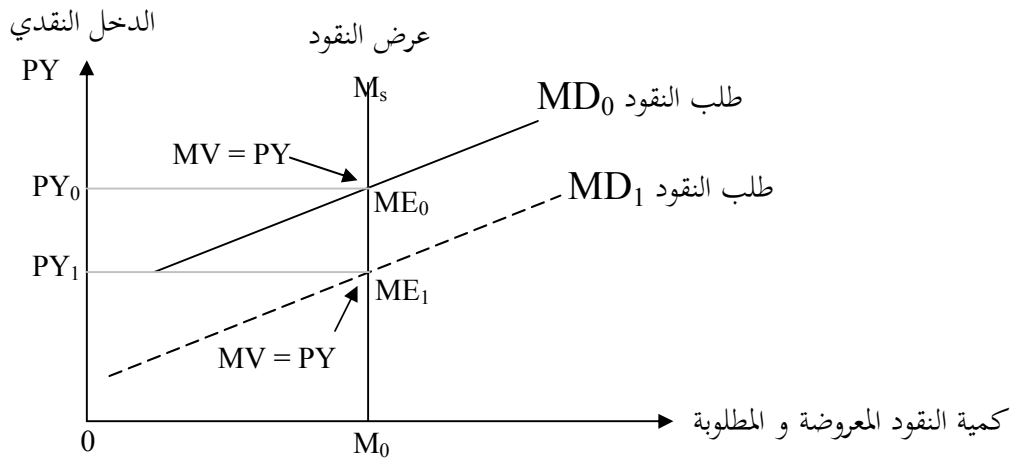 الدخل النقدي
عرض النقود
PY
Mₛ
MD₀ طلب النقود
MV = PY
PY₀
ME₀
MD₁ طلب النقود
PY₁
ME₁
MV = PY
كمية النقود المعروضة و المطلوبة
0
M₀